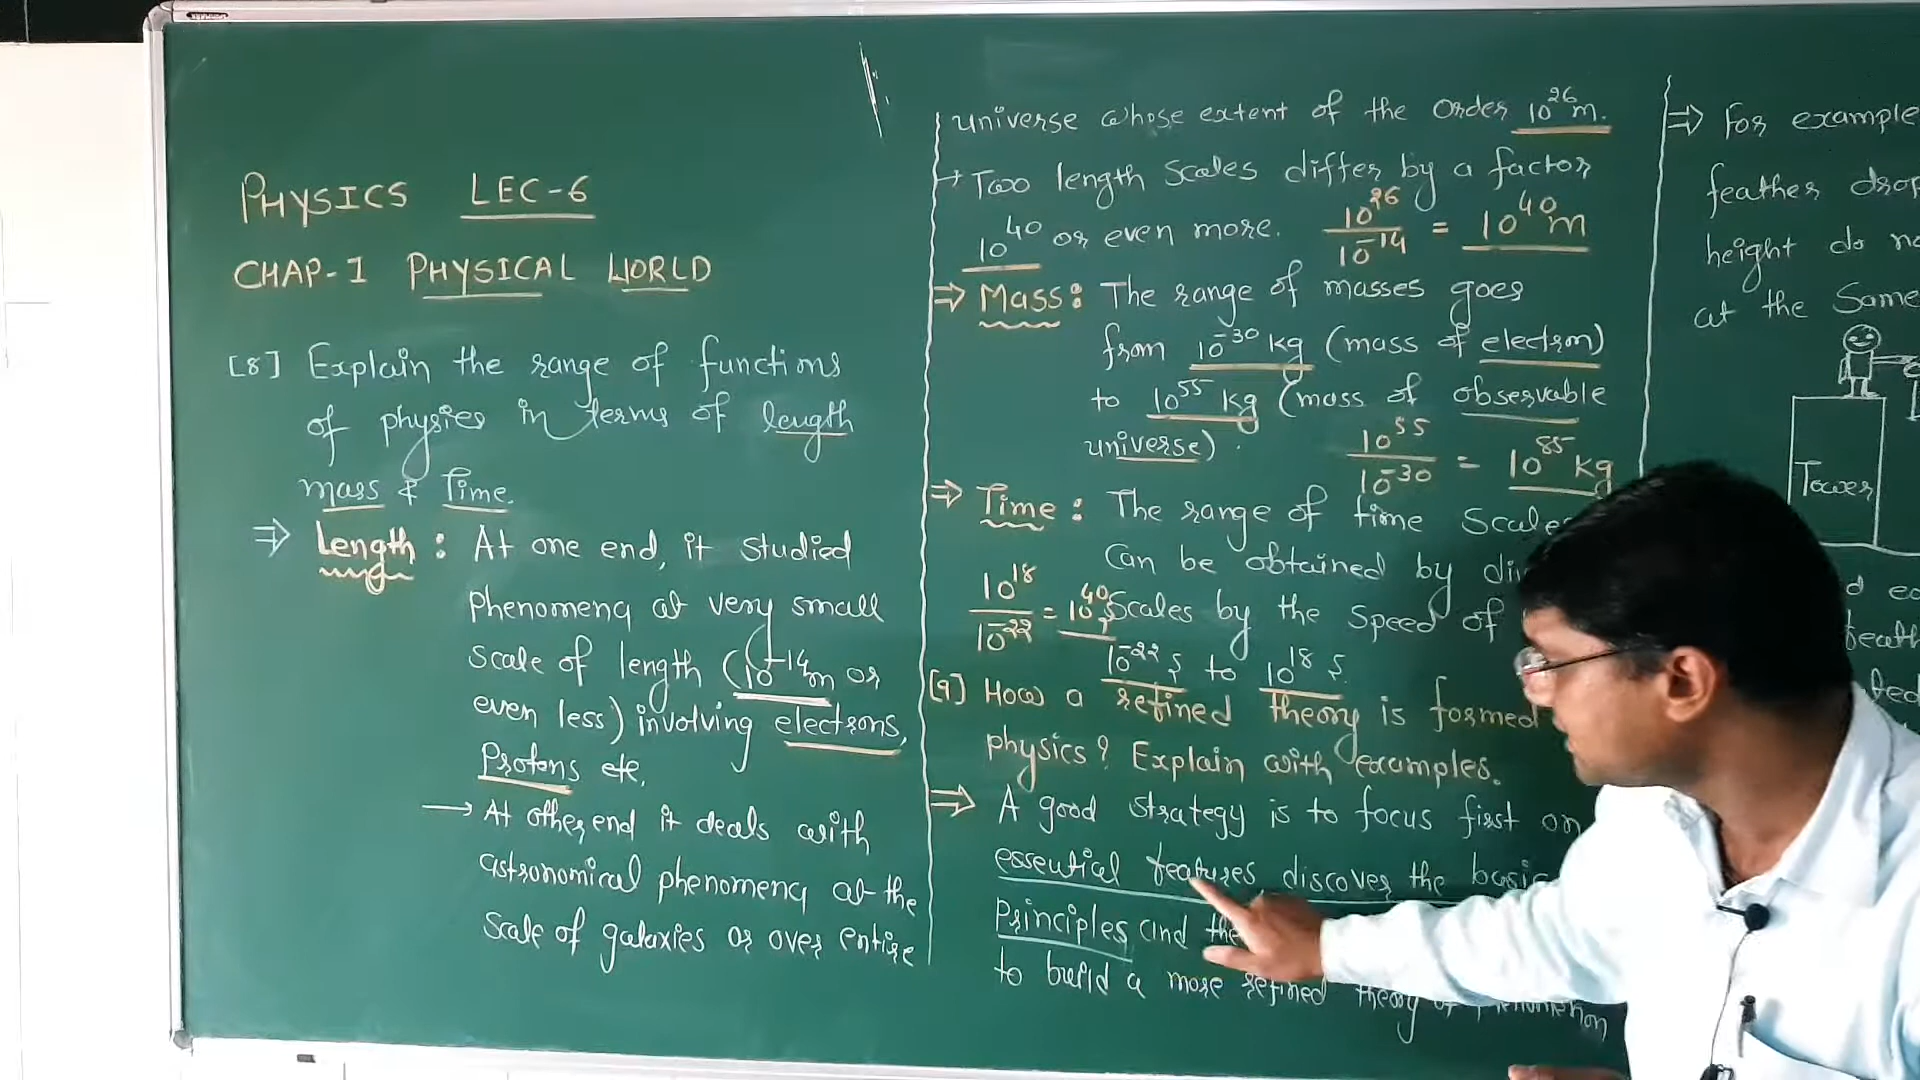 PHYSICS LEC-6
CHAP-1 PHYSICAL WORLD
[8] Explain the range of functions
of physics in terms of length
mass & Time.
⇒ Length: At one end, it studied
phenomena at very small
scale of length (10⁻¹⁴m or
even less) involving electrons,
Protons etc.
→ At other end it deals with
astronomical phenomena at the
scale of galaxies or over entire
universe whose extent of the order 10²⁶m.
→ Two length scales differ by a factor
10⁴⁰ or even more. 10²⁶/10⁻¹⁴ = 10⁴⁰m
⇒ Mass: The range of masses goes
from 10⁻³⁰ kg (mass of electron)
to 10⁵⁵ kg (mass of observable
universe). 10⁵⁵/10⁻³⁰ = 10⁸⁵ kg
⇒ Time: The range of time Scales
Can be obtained by
10¹⁸/10⁻²² = 10⁴⁰ Scales by the speed of
10⁻²² s to 10¹⁸ s.
[9] How a refined theory is formed
physics? Explain with examples.
⇒ A good strategy is to focus first on
essential features, discover the basic
Principles and
to build a more refined theory of phenomenon
⇒ For example
feather
height do
at the Same
Tower